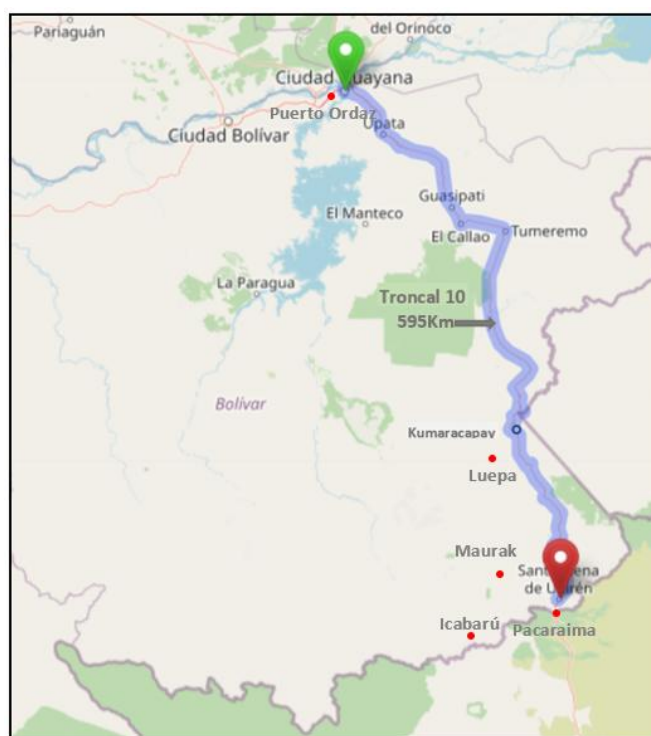 Pariaguán
del Orinoco
Ciudad Guayana
Puerto Ordaz
Upata
Ciudad Bolívar
Guasipati
El Manteco
El Callao
Tumeremo
La Paragua
Troncal 10
595Km
Bolívar
Kumaracapay
Luepa
Maurak
Santa Elena
de Uairén
Icabarú
Pacaraima